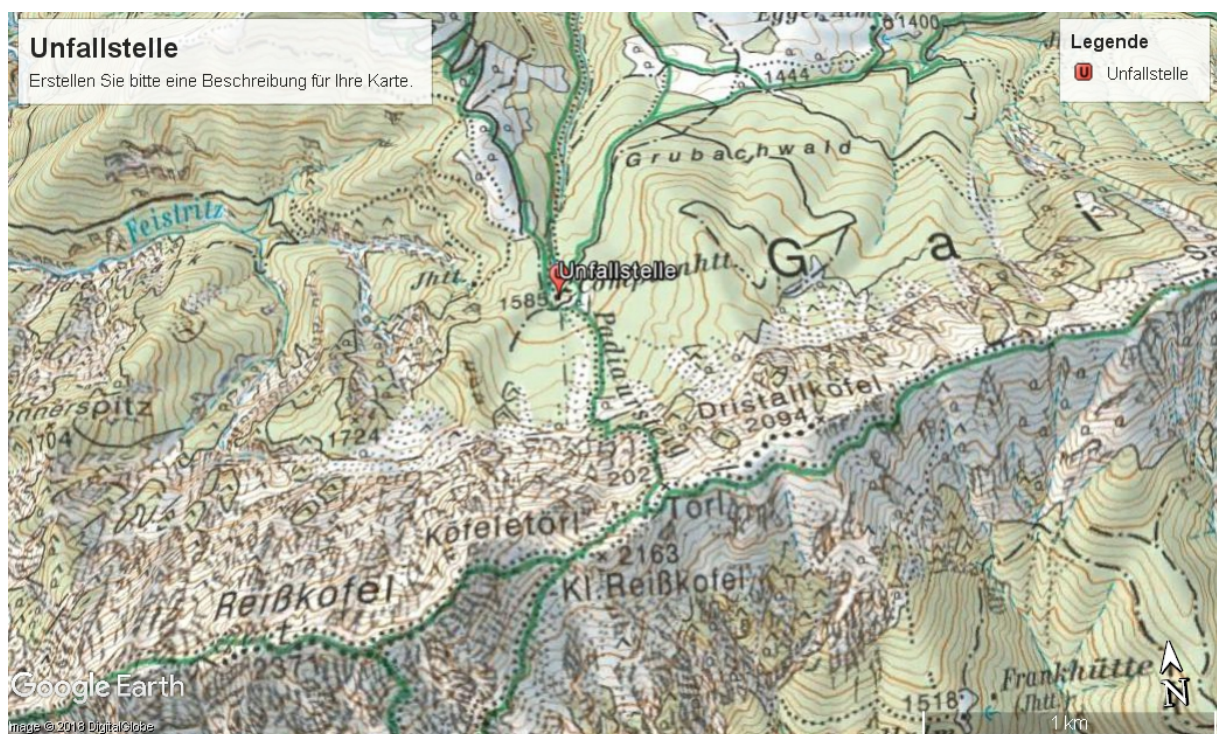 Unfallstelle
Erstellen Sie bitte eine Beschreibung für Ihre Karte.
Legende
U Unfallstelle
1400
1444
Grubachwald
Feistritz
G a i
Jhtt.
Unfallstelle
1585
Dristallkofel
2094
1704
1724
202
Törl
Kofeletörl
2163
Kl. Reißkofel
Reißkofel
2371
Frankhütte
Jhtt.
1518
N
Google Earth
Image © 2018 DigitalGlobe
1 km